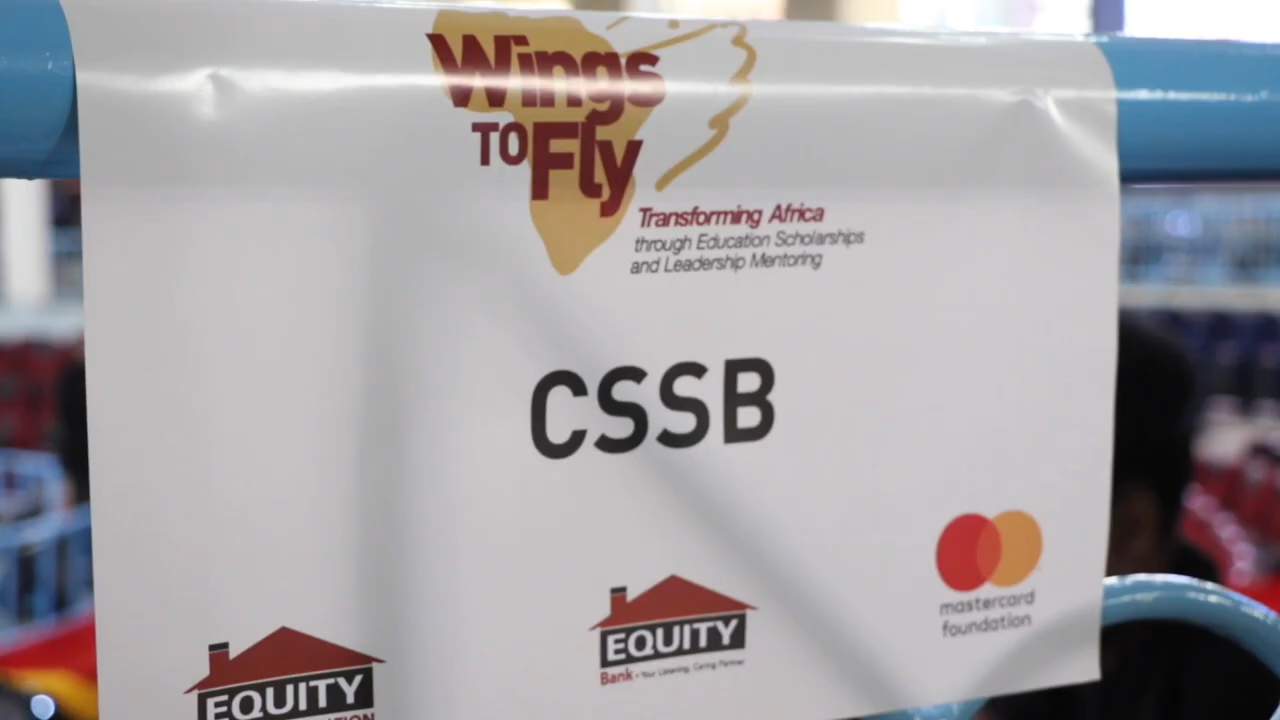 Wings
TO Fly
Transforming Africa
through Education Scholarships
and Leadership Mentoring
CSSB
mastercard
foundation
EQUITY
Bank • Your Listening, Caring Partner
EQUITY